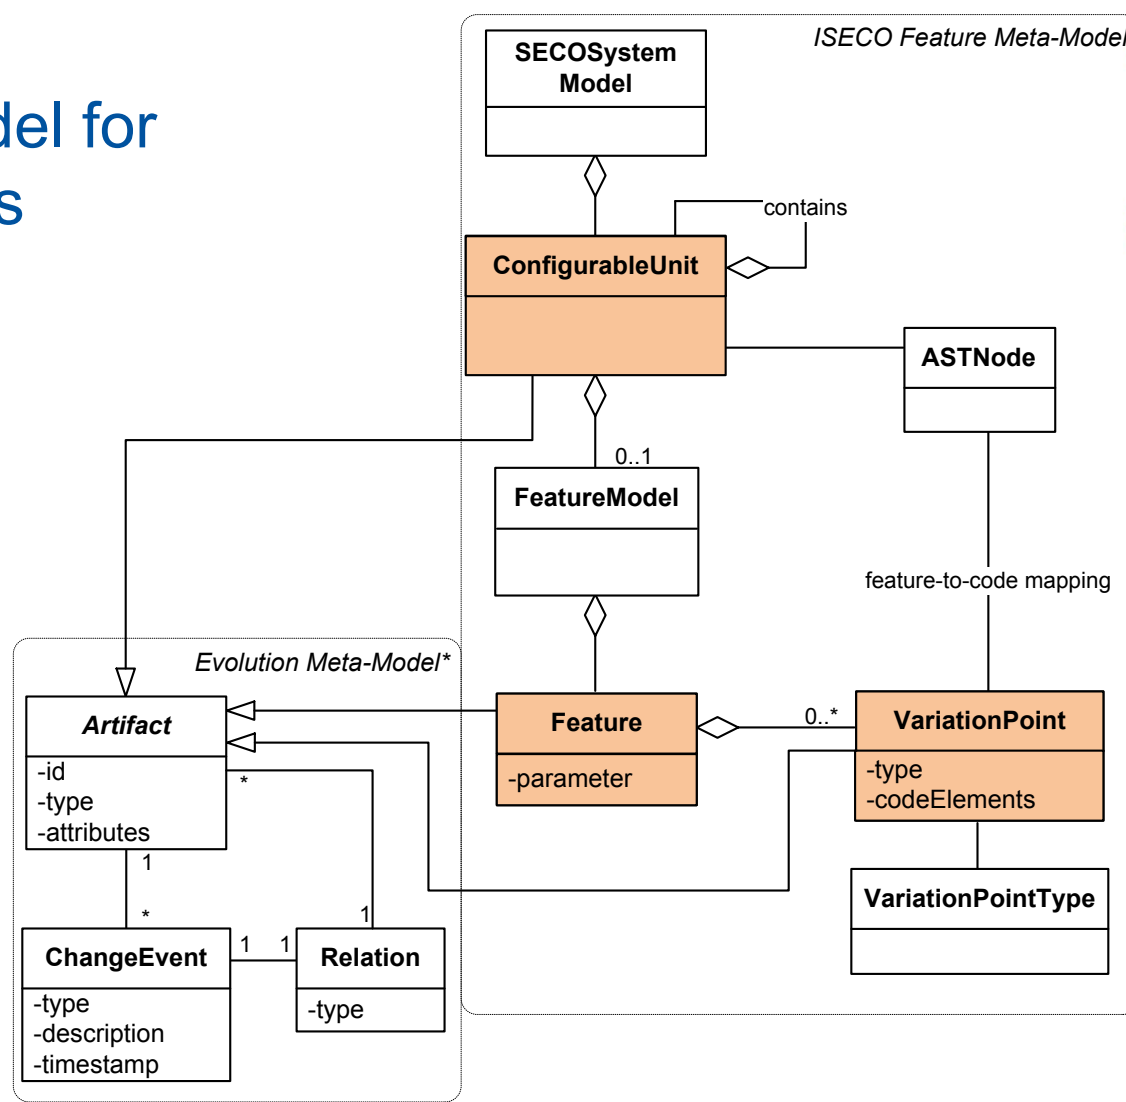 del for
s
ISECO Feature Meta-Model
SECOSystem
Model
contains
ConfigurableUnit
ASTNode
0..1
FeatureModel
feature-to-code mapping
Evolution Meta-Model*
Artifact
-id
-type
-attributes
*
Feature
-parameter
0..*
VariationPoint
-type
-codeElements
1
*
1
VariationPointType
ChangeEvent
-type
-description
-timestamp
1
1
Relation
-type